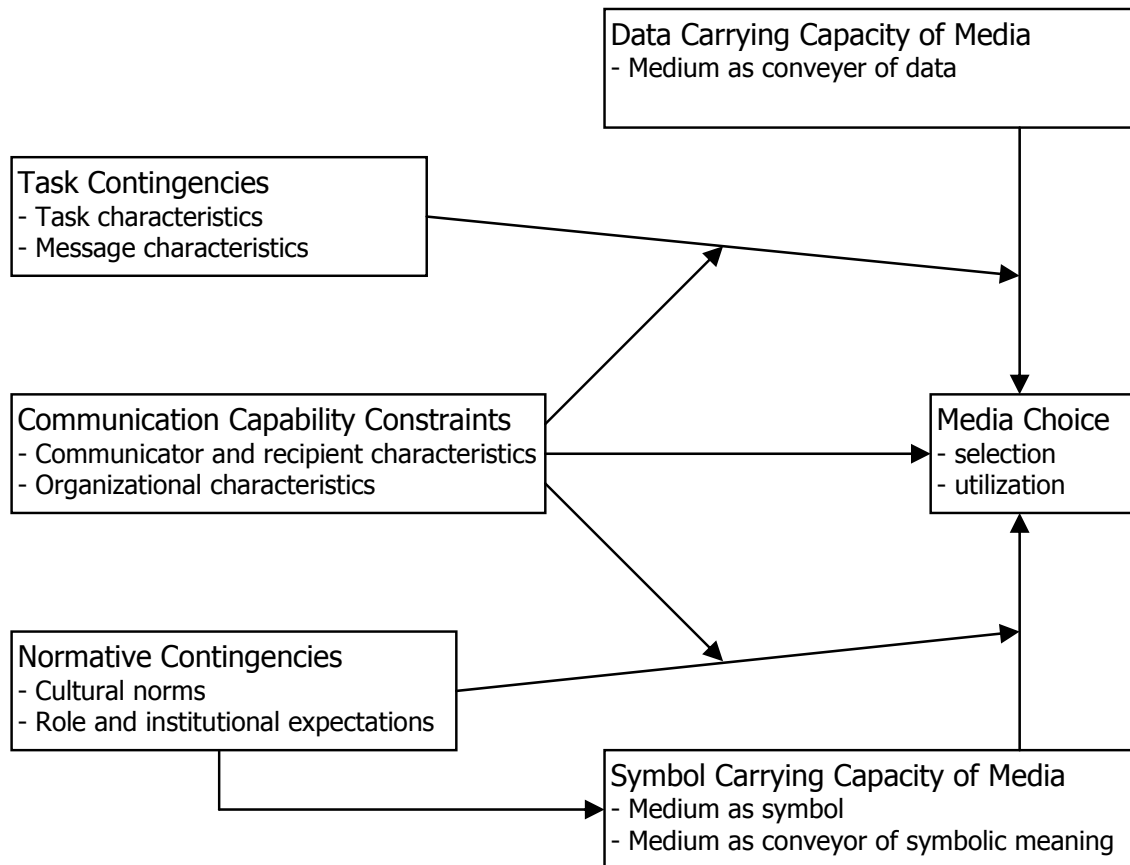 Data Carrying Capacity of Media
- Medium as conveyer of data
Task Contingencies
- Task characteristics
- Message characteristics
Communication Capability Constraints
- Communicator and recipient characteristics
- Organizational characteristics
Media Choice
- selection
- utilization
Normative Contingencies
- Cultural norms
- Role and institutional expectations
Symbol Carrying Capacity of Media
- Medium as symbol
- Medium as conveyor of symbolic meaning